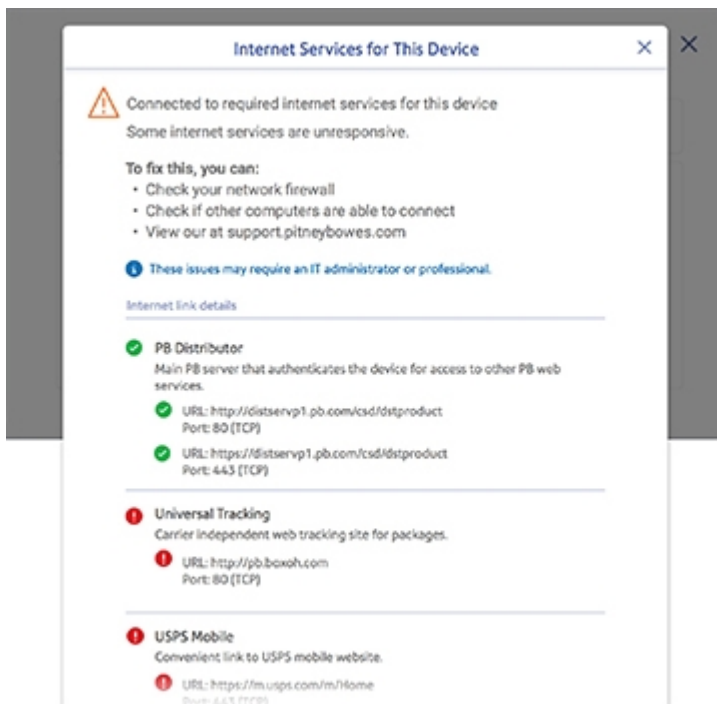 Internet Services for This Device
Connected to required internet services for this device
Some internet services are unresponsive.
To fix this, you can:
• Check your network firewall
• Check if other computers are able to connect
• View our at support.pitneybowes.com
These issues may require an IT administrator or professional.
Internet link details
PB Distributor
Main PB server that authenticates the device for access to other PB web
services.
URL: http://distservp1.pb.com/csd/dstproduct
Port: 80 (TCP)
URL: https://distservp1.pb.com/csd/dstproduct
Port: 443 (TCP)
Universal Tracking
Carrier independent web tracking site for packages.
URL: http://pb.boxoh.com
Port: 80 (TCP)
USPS Mobile
Convenient link to USPS mobile website.
URL: https://m.usps.com/m/Home
Port: 443 (TCP)